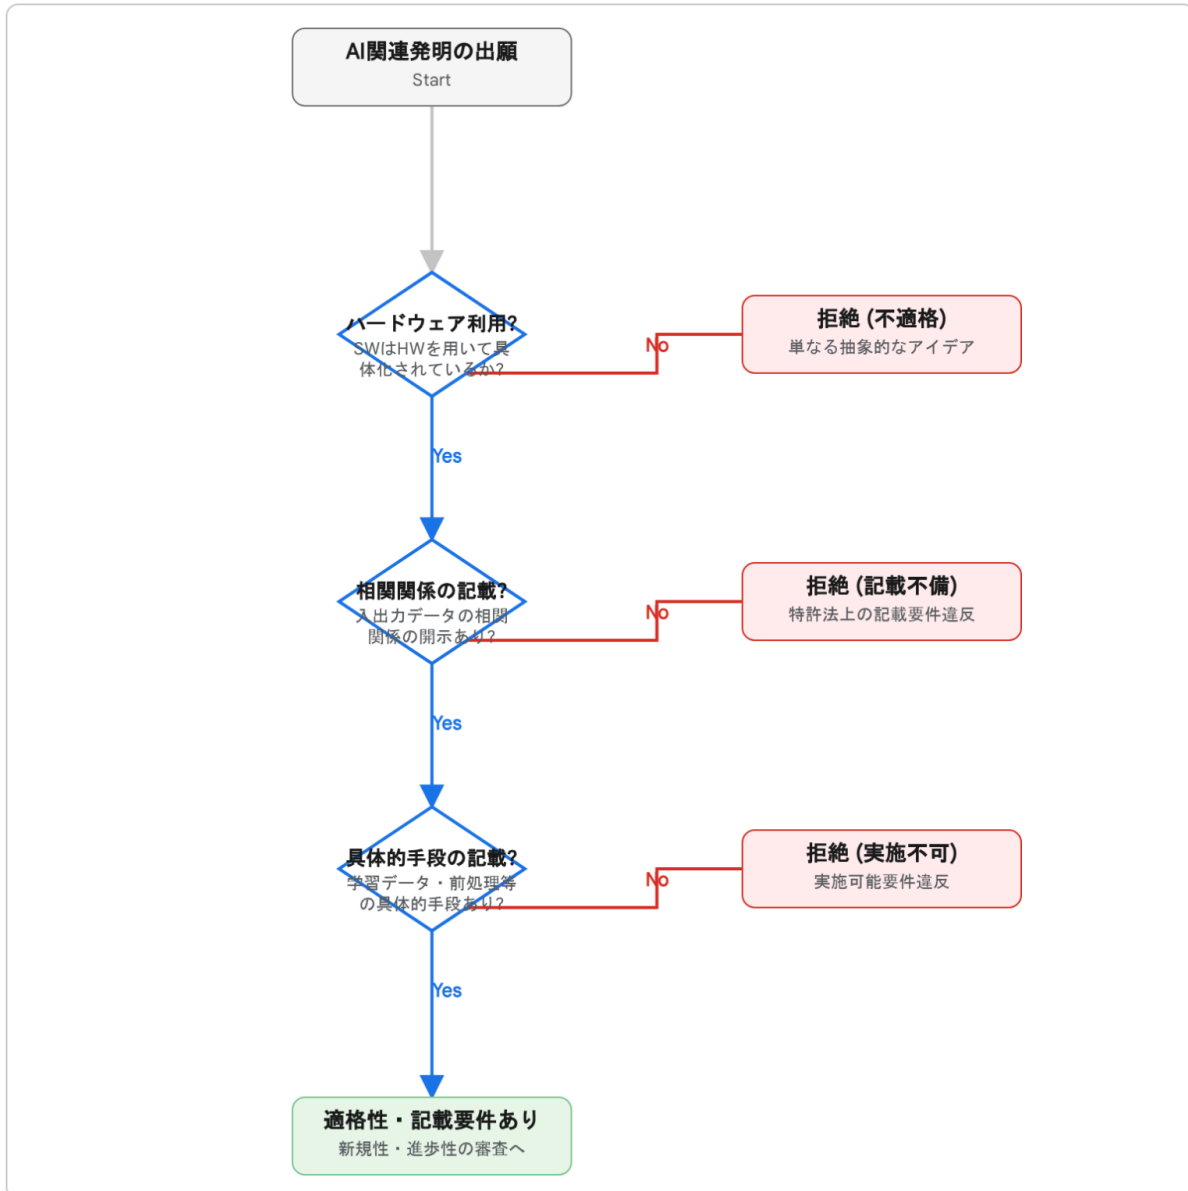 AI関連発明の出願
Start
ハードウェア利用?
SWはHWを用いて具
体化されているか?
No
拒絶 (不適格)
単なる抽象的なアイデア
Yes
相関関係の記載?
入出力データの相関
関係の開示あり?
No
拒絶 (記載不備)
特許法上の記載要件違反
Yes
具体的手段の記載?
学習データ・前処理等
の具体的手段あり?
No
拒絶 (実施不可)
実施可能要件違反
Yes
適格性・記載要件あり
新規性・進歩性の審査へ